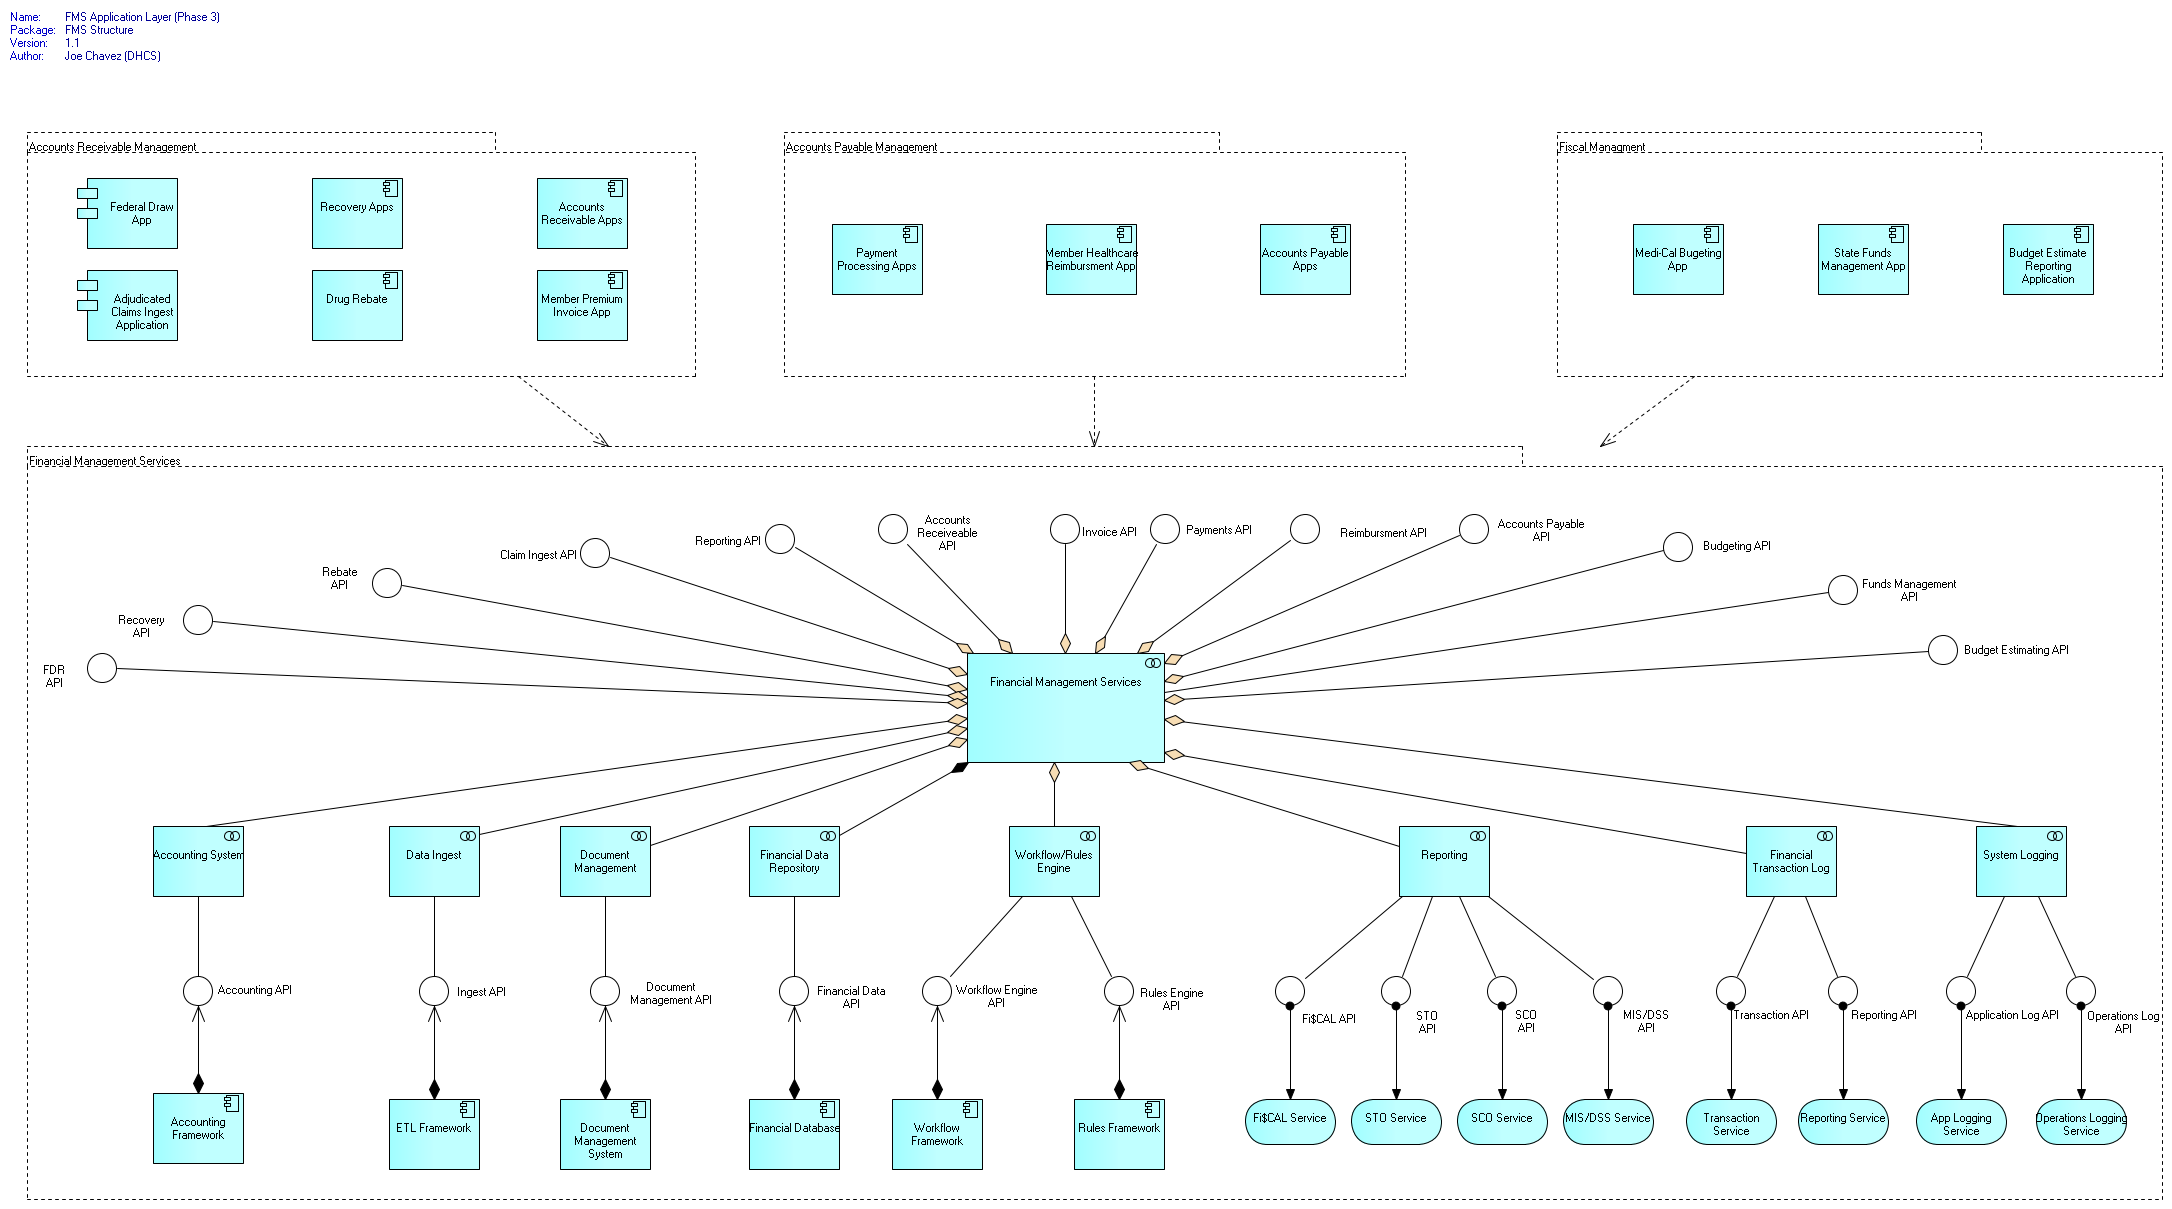 Name: FMS Application Layer (Phase 3)
Package: FMS Structure
Version: 1.1
Author: Joe Chavez (DHCS)
Accounts Receivable Management
Accounts Payable Management
Fiscal Managment
Federal Draw
App
Recovery Apps
Accounts
Receivable Apps
Adjudicated
Claims Ingest
Application
Drug Rebate
Member Premium
Invoice App
Payment
Processing Apps
Member Healthcare
Reimbursment App
Accounts Payable
Apps
Medi-Cal Bugeting
App
State Funds
Management App
Budget Estimate
Reporting
Application
Financial Management Services
FDR
API
Recovery
API
Rebate
API
Claim Ingest API
Reporting API
Accounts
Receiveable
API
Invoice API
Payments API
Reimbursment API
Accounts Payable
API
Budgeting API
Funds Management
API
Budget Estimating API
Financial Management Services
Accounting System
Data Ingest
Document
Management
Financial Data
Repository
Workflow/Rules
Engine
Reporting
Financial
Transaction Log
System Logging
Accounting API
Ingest API
Document
Management API
Financial Data
API
Workflow Engine
API
Rules Engine
API
Fi$CAL API
STO
API
SCO
API
MIS/DSS
API
Transaction API
Reporting API
Application Log API
Operations Log
API
Accounting
Framework
ETL Framework
Document
Management
System
Financial Database
Workflow
Framework
Rules Framework
Fi$CAL Service
STO Service
SCO Service
MIS/DSS Service
Transaction
Service
Reporting Service
App Logging
Service
Operations Logging
Service